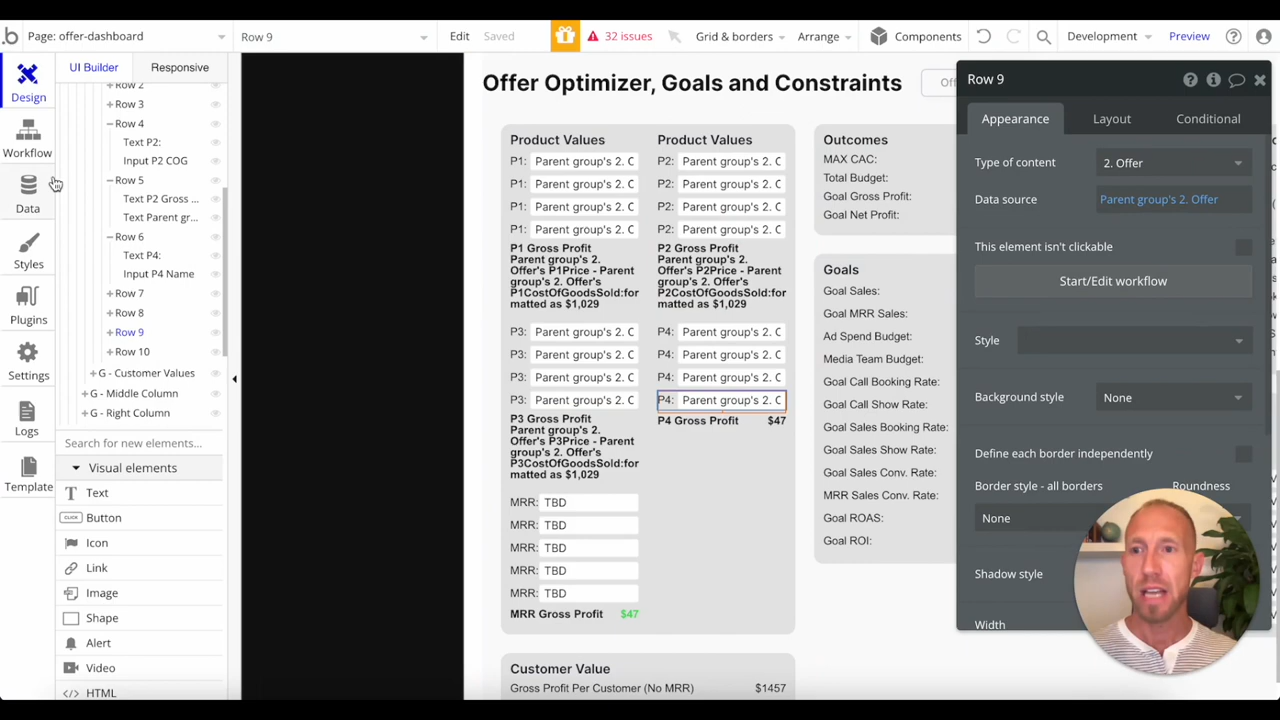 b Page: offer-dashboard
Row 9
Edit
Saved
32 issues
Grid & borders
Arrange
Components
Development
Preview
Design
Workflow
Data
Styles
Plugins
Settings
Logs
Template
UI Builder
Responsive
Row 3
Row 4
Text P2:
Input P2 COG
Row 5
Text P2 Gross ...
Text Parent gr...
Row 6
Text P4:
Input P4 Name
Row 7
Row 8
Row 9
Row 10
G - Customer Values
G - Middle Column
G - Right Column
Search for new elements...
Visual elements
Text
CLICK Button
Icon
Link
Image
Shape
Alert
Video
</> HTML
Offer Optimizer, Goals and Constraints
Product Values
P1: Parent group's 2. C
P1: Parent group's 2. C
P1: Parent group's 2. C
P1: Parent group's 2. C
P1 Gross Profit
Parent group's 2.
Offer's P1Price - Parent
group's 2. Offer's
P1CostOfGoodsSold:for
matted as $1,029
P3: Parent group's 2. C
P3: Parent group's 2. C
P3: Parent group's 2. C
P3: Parent group's 2. C
P3 Gross Profit
Parent group's 2.
Offer's P3Price - Parent
group's 2. Offer's
P3CostOfGoodsSold:for
matted as $1,029
MRR: TBD
MRR: TBD
MRR: TBD
MRR: TBD
MRR: TBD
MRR Gross Profit $47
Product Values
P2: Parent group's 2. C
P2: Parent group's 2. C
P2: Parent group's 2. C
P2: Parent group's 2. C
P2 Gross Profit
Parent group's 2.
Offer's P2Price - Parent
group's 2. Offer's
P2CostOfGoodsSold:for
matted as $1,029
P4: Parent group's 2. C
P4: Parent group's 2. C
P4: Parent group's 2. C
P4: Parent group's 2. C
P4 Gross Profit $47
Customer Value
Gross Profit Per Customer (No MRR) $1457
Outcomes
MAX CAC:
Total Budget:
Goal Gross Profit:
Goal Net Profit:
Goals
Goal Sales:
Goal MRR Sales:
Ad Spend Budget:
Media Team Budget:
Goal Call Booking Rate:
Goal Call Show Rate:
Goal Sales Booking Rate:
Goal Sales Show Rate:
Goal Sales Conv. Rate:
MRR Sales Conv. Rate:
Goal ROAS:
Goal ROI:
Row 9
Appearance
Layout
Conditional
Type of content 2. Offer
Data source Parent group's 2. Offer
This element isn't clickable
Start/Edit workflow
Style
Background style None
Define each border independently
Border style - all borders Roundness
None
Shadow style
Width